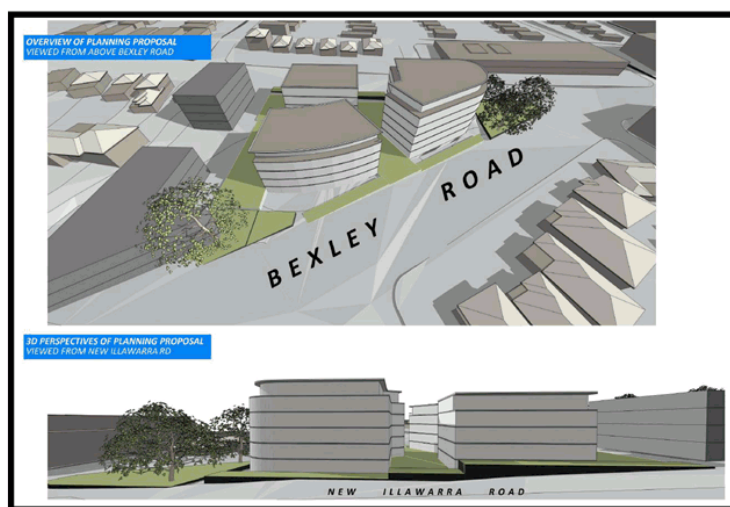 OVERVIEW OF PLANNING PROPOSAL
VIEWED FROM ABOVE BEXLEY ROAD
BEXLEY ROAD
3D PERSPECTIVES OF PLANNING PROPOSAL
VIEWED FROM NEW ILLAWARRA RD
NEW ILLAWARRA ROAD